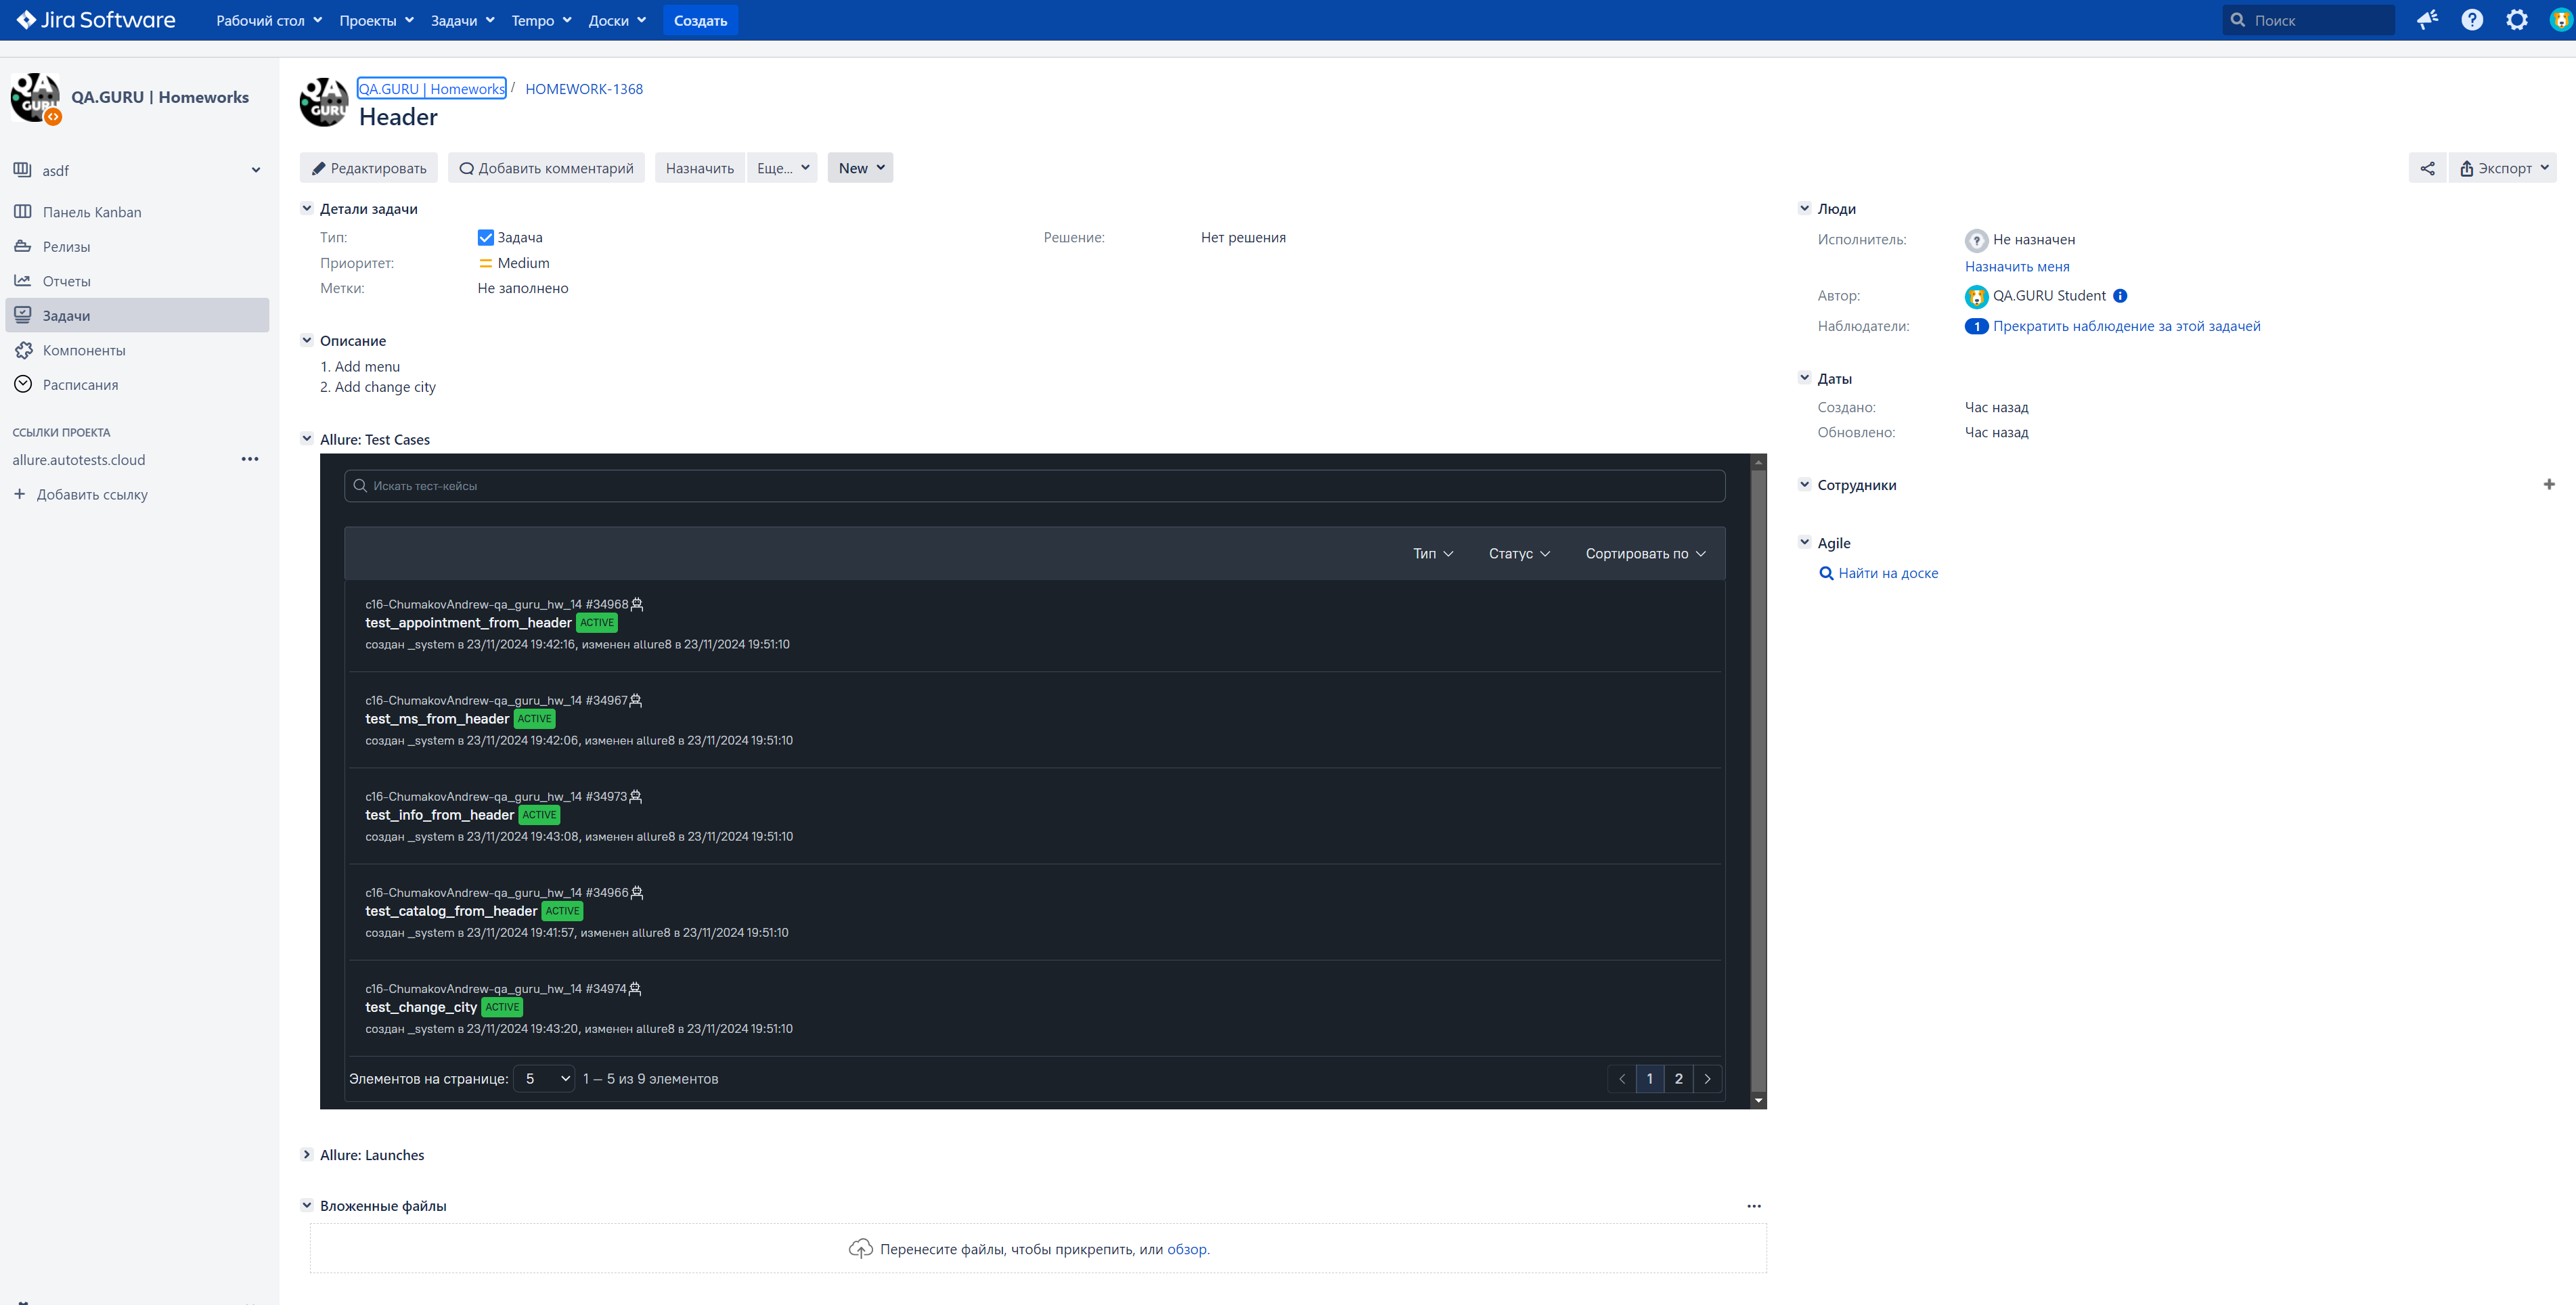 Jira Software
Рабочий стол
Проекты
Задачи
Tempo
Доски
Создать
Поиск
QA.GURU | Homeworks
asdf
Панель Kanban
Релизы
Отчеты
Задачи
Компоненты
Расписания
ССЫЛКИ ПРОЕКТА
allure.autotests.cloud
Добавить ссылку
QA GURU
QA.GURU | Homeworks / HOMEWORK-1368
Header
Редактировать
Добавить комментарий
Назначить
Еще...
New
Экспорт
Детали задачи
Тип: Задача
Решение: Нет решения
Приоритет: Medium
Метки: Не заполнено
Описание
1. Add menu
2. Add change city
Allure: Test Cases
Искать тест-кейсы
Тип
Статус
Сортировать по
c16-ChumakovAndrew-qa_guru_hw_14 #34968
test_appointment_from_header ACTIVE
создан _system в 23/11/2024 19:42:16, изменен allure8 в 23/11/2024 19:51:10
c16-ChumakovAndrew-qa_guru_hw_14 #34967
test_ms_from_header ACTIVE
создан _system в 23/11/2024 19:42:06, изменен allure8 в 23/11/2024 19:51:10
c16-ChumakovAndrew-qa_guru_hw_14 #34973
test_info_from_header ACTIVE
создан _system в 23/11/2024 19:43:08, изменен allure8 в 23/11/2024 19:51:10
c16-ChumakovAndrew-qa_guru_hw_14 #34966
test_catalog_from_header ACTIVE
создан _system в 23/11/2024 19:41:57, изменен allure8 в 23/11/2024 19:51:10
c16-ChumakovAndrew-qa_guru_hw_14 #34974
test_change_city ACTIVE
создан _system в 23/11/2024 19:43:20, изменен allure8 в 23/11/2024 19:51:10
Элементов на странице: 5 1 — 5 из 9 элементов
1 2
Allure: Launches
Вложенные файлы
Перенесите файлы, чтобы прикрепить, или обзор.
Люди
Исполнитель: Не назначен
Назначить меня
Автор: QA.GURU Student
Наблюдатели: 1 Прекратить наблюдение за этой задачей
Даты
Создано: Час назад
Обновлено: Час назад
Сотрудники
Agile
Найти на доске